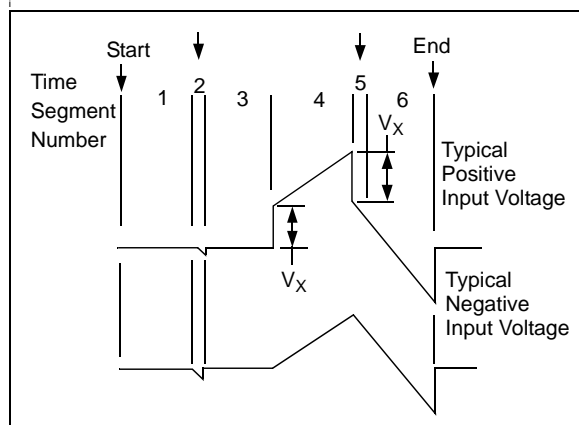 Start
End
Time
Segment
Number
1
2
3
4
5
6
VX
Typical
Positive
Input Voltage
VX
Typical
Negative
Input Voltage